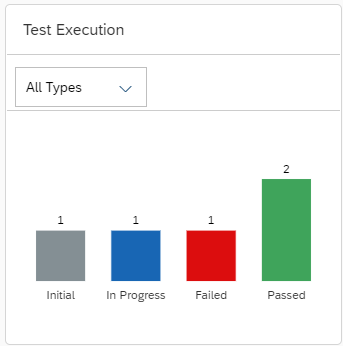 Test Execution
All Types
2
1 1 1
Initial In Progress Failed Passed